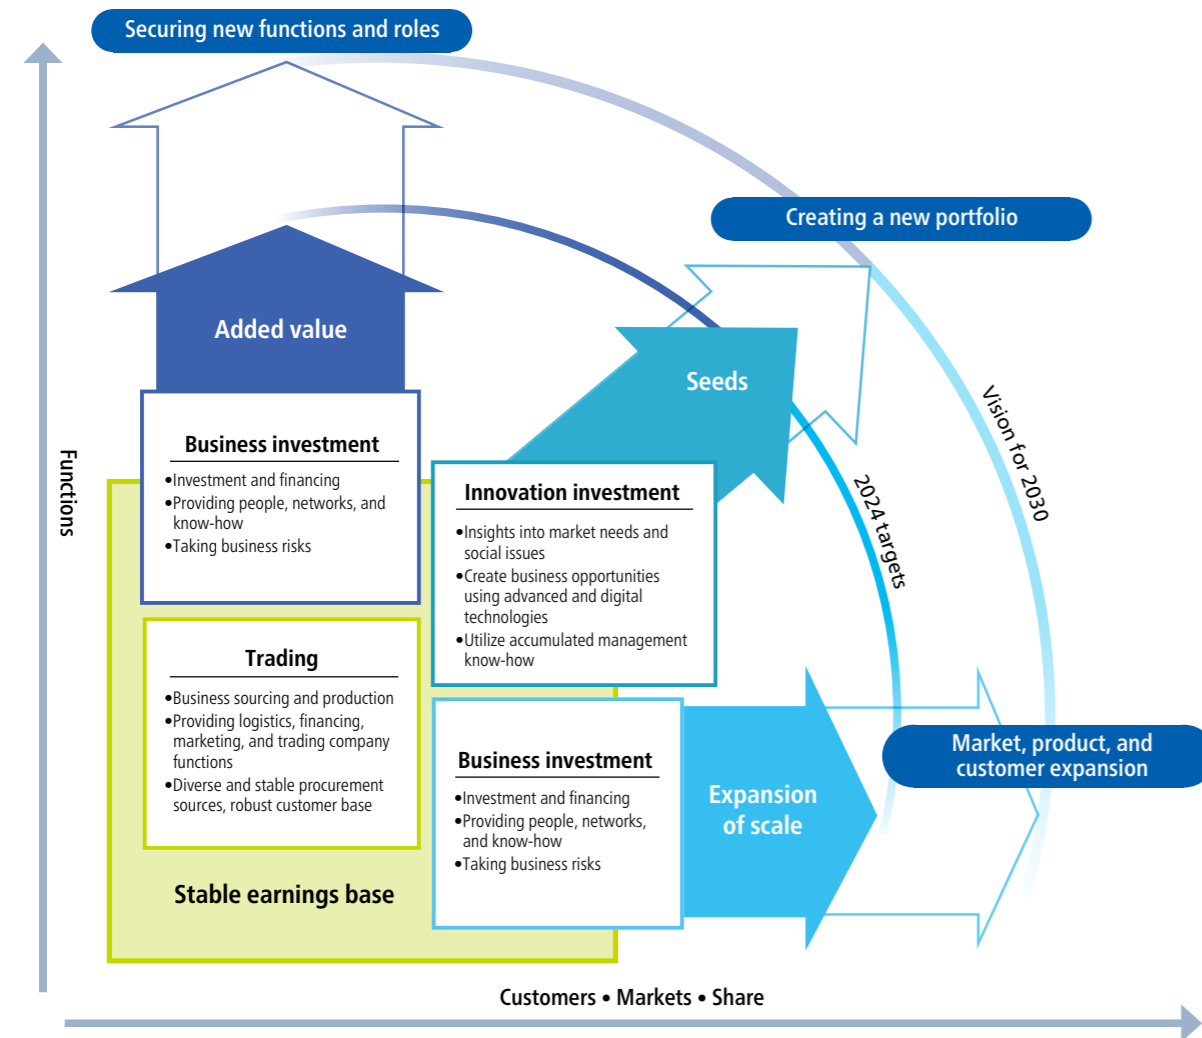 Securing new functions and roles
Creating a new portfolio
Added value
Seeds
Vision for 2030
2024 targets
Functions
Business investment
•Investment and financing
•Providing people, networks, and
know-how
•Taking business risks
Innovation investment
•Insights into market needs and
social issues
•Create business opportunities
using advanced and digital
technologies
•Utilize accumulated management
know-how
Trading
•Business sourcing and production
•Providing logistics, financing,
marketing, and trading company
functions
•Diverse and stable procurement
sources, robust customer base
Business investment
•Investment and financing
•Providing people, networks,
and know-how
•Taking business risks
Expansion
of scale
Market, product, and
customer expansion
Stable earnings base
Customers • Markets • Share